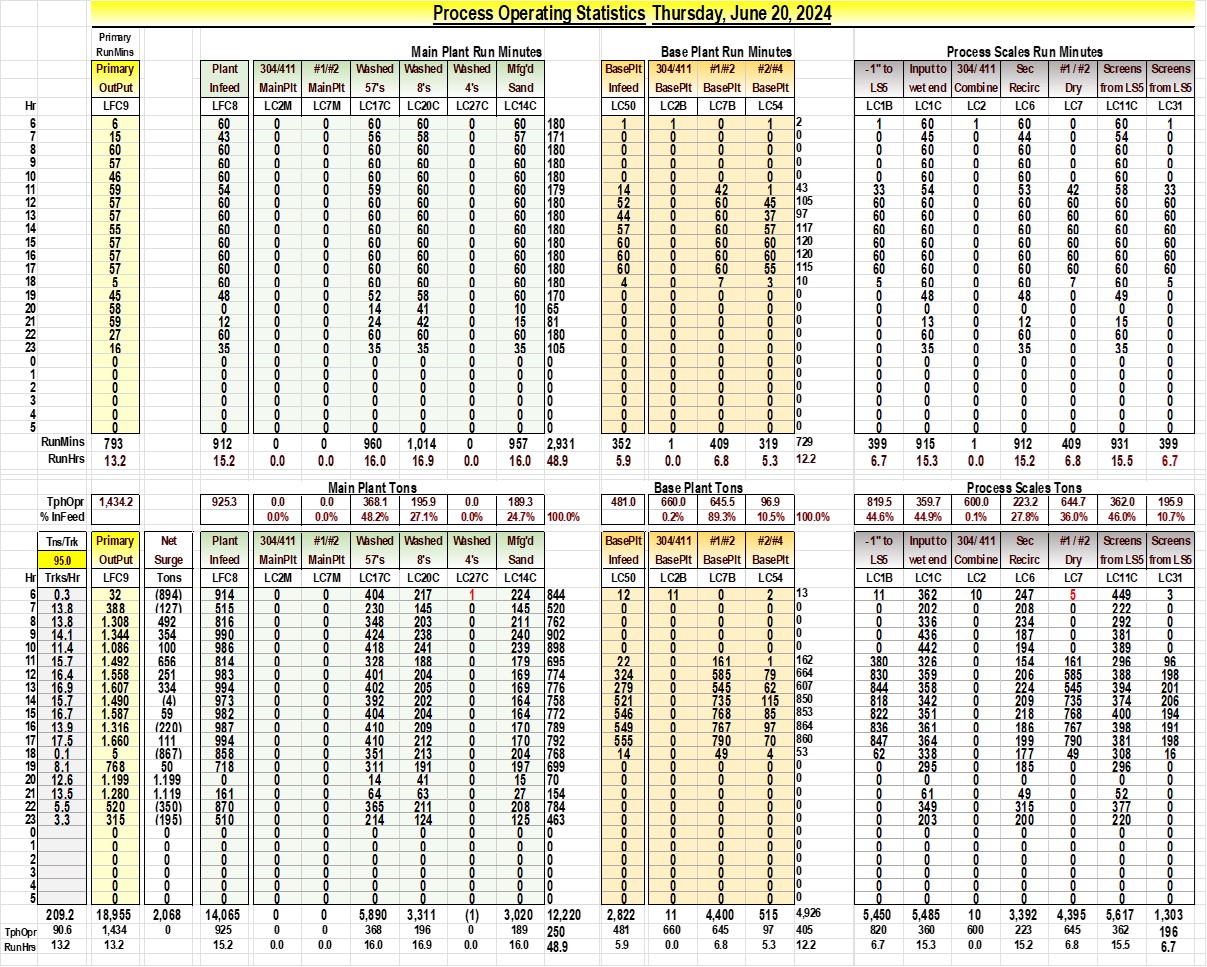 Process Operating Statistics Thursday, June 20, 2024
Primary
RunMins Main Plant Run Minutes Base Plant Run Minutes Process Scales Run Minutes
Primary Plant 304/411 #1/#2 Washed Washed Washed Mfg'd BasePlt 304/411 #1/#2 #2/#4 -1" to Input to 304/ 411 Sec #1 / #2 Screens Screens
OutPut Infeed MainPlt MainPlt 57's 8's 4's Sand Infeed BasePlt BasePlt BasePlt LS5 wet end Combine Recirc Dry from LS5 from LS5
Hr LFC9 LFC8 LC2M LC7M LC17C LC20C LC27C LC14C LC50 LC2B LC7B LC54 LC1B LC1C LC2 LC6 LC7 LC11C LC31
6 6 60 0 0 60 60 0 60 180 1 1 0 1 2 1 60 1 60 0 60 1
7 15 43 0 0 56 58 0 57 171 0 0 0 0 0 0 45 0 44 0 54 0
8 60 60 0 0 60 60 0 60 180 0 0 0 0 0 0 60 0 60 0 60 0
9 57 60 0 0 60 60 0 60 180 0 0 0 0 0 0 60 0 60 0 60 0
10 46 60 0 0 60 60 0 60 180 0 0 0 0 0 0 60 0 60 0 60 0
11 59 54 0 0 59 60 0 60 179 14 0 42 1 43 33 54 0 53 42 58 33
12 57 60 0 0 60 60 0 60 180 52 0 60 45 105 60 60 0 60 60 60 60
13 57 60 0 0 60 60 0 60 180 44 0 60 37 97 60 60 0 60 60 60 60
14 55 60 0 0 60 60 0 60 180 57 0 60 57 117 60 60 0 60 60 60 60
15 57 60 0 0 60 60 0 60 180 60 0 60 60 120 60 60 0 60 60 60 60
16 57 60 0 0 60 60 0 60 180 60 0 60 60 120 60 60 0 60 60 60 60
17 57 60 0 0 60 60 0 60 180 60 0 60 55 115 60 60 0 60 60 60 60
18 5 60 0 0 60 60 0 60 180 4 0 7 3 10 5 60 0 60 7 60 5
19 45 48 0 0 52 58 0 60 170 0 0 0 0 0 0 48 0 48 0 49 0
20 58 0 0 0 14 41 0 10 65 0 0 0 0 0 0 0 0 0 0 0 0
21 59 12 0 0 24 42 0 15 81 0 0 0 0 0 0 13 0 12 0 15 0
22 27 60 0 0 60 60 0 60 180 0 0 0 0 0 0 60 0 60 0 60 0
23 16 35 0 0 35 35 0 35 105 0 0 0 0 0 0 35 0 35 0 35 0
0 0 0 0 0 0 0 0 0 0 0 0 0 0 0 0 0 0 0 0 0 0
1 0 0 0 0 0 0 0 0 0 0 0 0 0 0 0 0 0 0 0 0 0
2 0 0 0 0 0 0 0 0 0 0 0 0 0 0 0 0 0 0 0 0 0
3 0 0 0 0 0 0 0 0 0 0 0 0 0 0 0 0 0 0 0 0 0
4 0 0 0 0 0 0 0 0 0 0 0 0 0 0 0 0 0 0 0 0 0
5 0 0 0 0 0 0 0 0 0 0 0 0 0 0 0 0 0 0 0 0 0
RunMins 793 912 0 0 960 1,014 0 957 2,931 352 1 409 319 729 399 915 1 912 409 931 399
RunHrs 13.2 15.2 0.0 0.0 16.0 16.9 0.0 16.0 48.9 5.9 0.0 6.8 5.3 12.2 6.7 15.3 0.0 15.2 6.8 15.5 6.7
Main Plant Tons Base Plant Tons Process Scales Tons
TphOpr 1,434.2 925.3 0.0 0.0 368.1 195.9 0.0 189.3 481.0 660.0 645.5 96.9 819.5 359.7 600.0 223.2 644.7 362.0 195.9
% InFeed 0.0% 0.0% 48.2% 27.1% 0.0% 24.7% 100.0% 0.2% 89.3% 10.5% 100.0% 44.6% 44.9% 0.1% 27.8% 36.0% 46.0% 10.7%
Tns/Trk Primary Net Plant 304/411 #1/#2 Washed Washed Washed Mfg'd BasePlt 304/411 #1/#2 #2/#4 -1" to Input to 304/ 411 Sec #1 / #2 Screens Screens
95.0 OutPut Surge Infeed MainPlt MainPlt 57's 8's 4's Sand Infeed BasePlt BasePlt BasePlt LS5 wet end Combine Recirc Dry from LS5 from LS5
Hr Trks/Hr LFC9 Tons LFC8 LC2M LC7M LC17C LC20C LC27C LC14C LC50 LC2B LC7B LC54 LC1B LC1C LC2 LC6 LC7 LC11C LC31
6 0.3 32 (894) 914 0 0 404 217 1 224 844 12 11 0 2 13 11 362 10 247 5 449 3
7 13.8 388 (127) 515 0 0 230 145 0 145 520 0 0 0 0 0 0 202 0 208 0 222 0
8 13.8 1.308 492 816 0 0 348 203 0 211 762 0 0 0 0 0 0 336 0 234 0 292 0
9 14.1 1.344 354 990 0 0 424 238 0 240 902 0 0 0 0 0 0 436 0 187 0 381 0
10 11.4 1.086 100 986 0 0 418 241 0 239 898 0 0 0 0 0 0 442 0 194 0 389 0
11 15.7 1.492 656 814 0 0 328 188 0 179 695 22 0 161 1 162 380 326 0 154 161 296 96
12 16.4 1.558 251 983 0 0 401 204 0 169 774 324 0 585 79 664 830 359 0 206 585 388 198
13 16.9 1.607 334 994 0 0 402 205 0 169 776 279 0 545 62 607 844 358 0 224 545 394 201
14 15.7 1.490 (4) 973 0 0 392 202 0 164 758 521 0 735 115 850 818 342 0 209 735 374 206
15 16.7 1.587 59 982 0 0 404 204 0 164 772 546 0 768 85 853 822 351 0 218 768 400 194
16 13.9 1.316 (220) 987 0 0 410 209 0 170 789 549 0 767 97 864 836 361 0 186 767 398 191
17 17.5 1.660 111 994 0 0 410 212 0 170 792 555 0 790 70 860 847 364 0 199 790 381 198
18 0.1 5 (867) 858 0 0 351 213 0 204 768 14 0 49 4 53 62 338 0 177 49 308 16
19 8.1 768 50 718 0 0 311 191 0 197 699 0 0 0 0 0 0 295 0 185 0 296 0
20 12.6 1.199 1.199 0 0 0 14 41 0 15 70 0 0 0 0 0 0 0 0 0 0 0 0
21 13.5 1.280 1.119 161 0 0 64 63 0 27 154 0 0 0 0 0 0 61 0 49 0 52 0
22 5.5 520 (350) 870 0 0 365 211 0 208 784 0 0 0 0 0 0 349 0 315 0 377 0
23 3.3 315 (195) 510 0 0 214 124 0 125 463 0 0 0 0 0 0 203 0 200 0 220 0
0 0 0 0 0 0 0 0 0 0 0 0 0 0 0 0 0 0 0 0 0 0 0
1 0 0 0 0 0 0 0 0 0 0 0 0 0 0 0 0 0 0 0 0 0 0
2 0 0 0 0 0 0 0 0 0 0 0 0 0 0 0 0 0 0 0 0 0 0
3 0 0 0 0 0 0 0 0 0 0 0 0 0 0 0 0 0 0 0 0 0 0
4 0 0 0 0 0 0 0 0 0 0 0 0 0 0 0 0 0 0 0 0 0 0
5 0 0 0 0 0 0 0 0 0 0 0 0 0 0 0 0 0 0 0 0 0 0
209.2 18,955 2,068 14,065 0 0 5,890 3,311 (1) 3,020 12,220 2,822 11 4,400 515 4,926 5,450 5,485 10 3,392 4,395 5,617 1,303
TphOpr 90.6 1,434 0 925 0 0 368 196 0 189 250 481 660 645 97 405 820 360 600 223 645 362 196
RunHrs 13.2 13.2 15.2 0.0 0.0 16.0 16.9 0.0 16.0 48.9 5.9 0.0 6.8 5.3 12.2 6.7 15.3 0.0 15.2 6.8 15.5 6.7